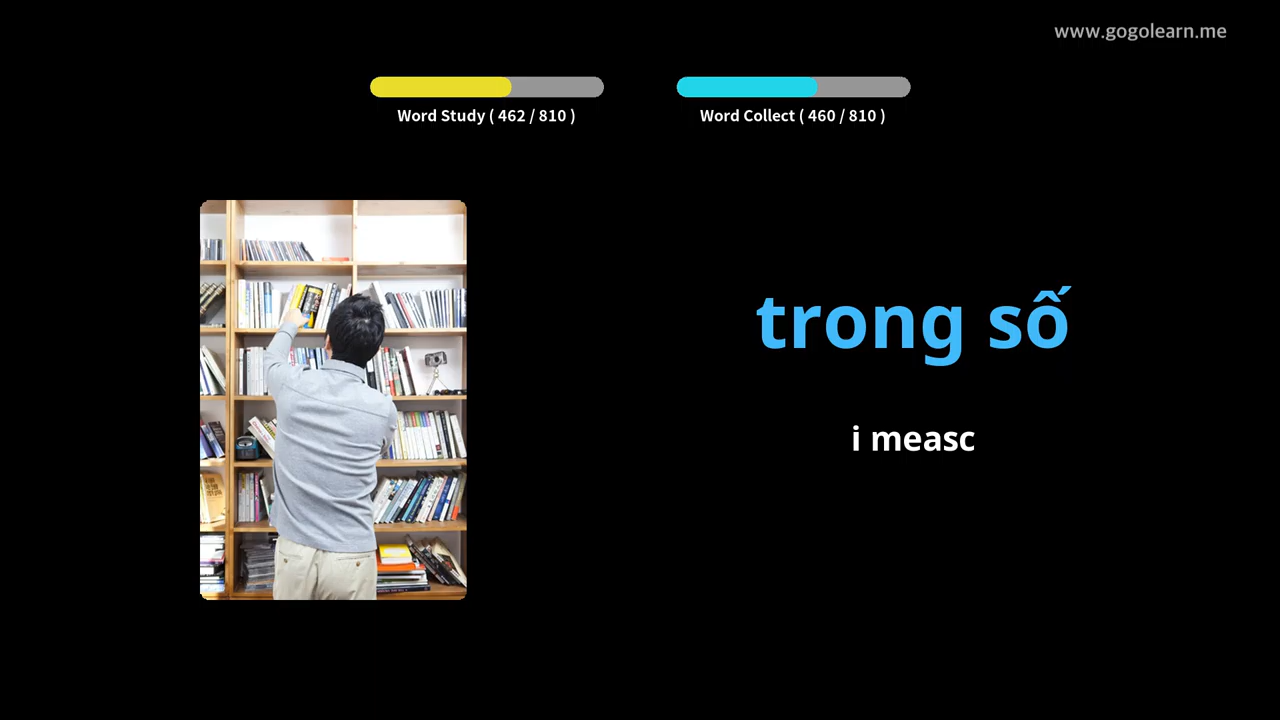 www.gogolearn.me
Word Study ( 462 / 810 )
Word Collect ( 460 / 810 )
trong số
i measc